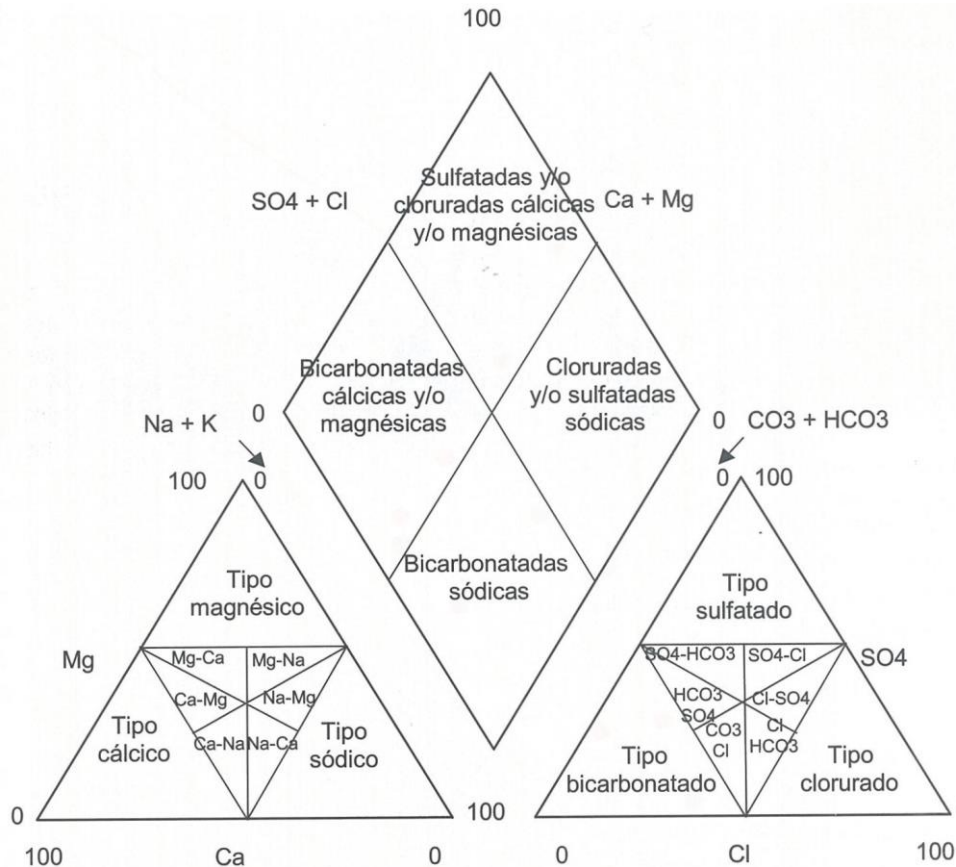 100
SO4 + Cl
Sulfatadas y/o
cloruradas cálcicas
y/o magnésicas
Ca + Mg
Bicarbonatadas
cálcicas y/o
magnésicas
Cloruradas
y/o sulfatadas
sódicas
Na + K
0
0
CO3 + HCO3
100
0
0
100
Bicarbonatadas
sódicas
Tipo
magnésico
Tipo
sulfatado
Mg
Mg-Ca
Mg-Na
SO4-HCO3
SO4-Cl
SO4
Ca-Mg
Na-Mg
HCO3
SO4
Cl-SO4
Tipo
cálcico
Ca-Na
Na-Ca
Tipo
sódico
CO3
Cl
Cl
HCO3
Tipo
bicarbonatado
Tipo
clorurado
0
100
100
Ca
0
0
Cl
100